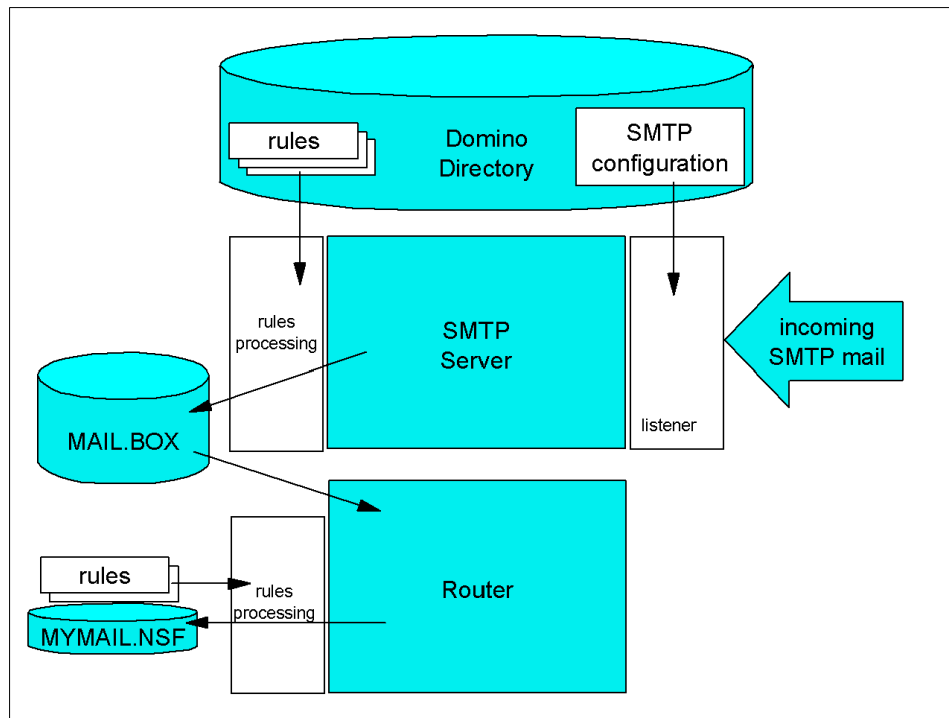 rules
Domino
Directory
SMTP
configuration
rules
processing
SMTP
Server
listener
incoming
SMTP mail
MAIL.BOX
rules
MYMAIL.NSF
rules
processing
Router